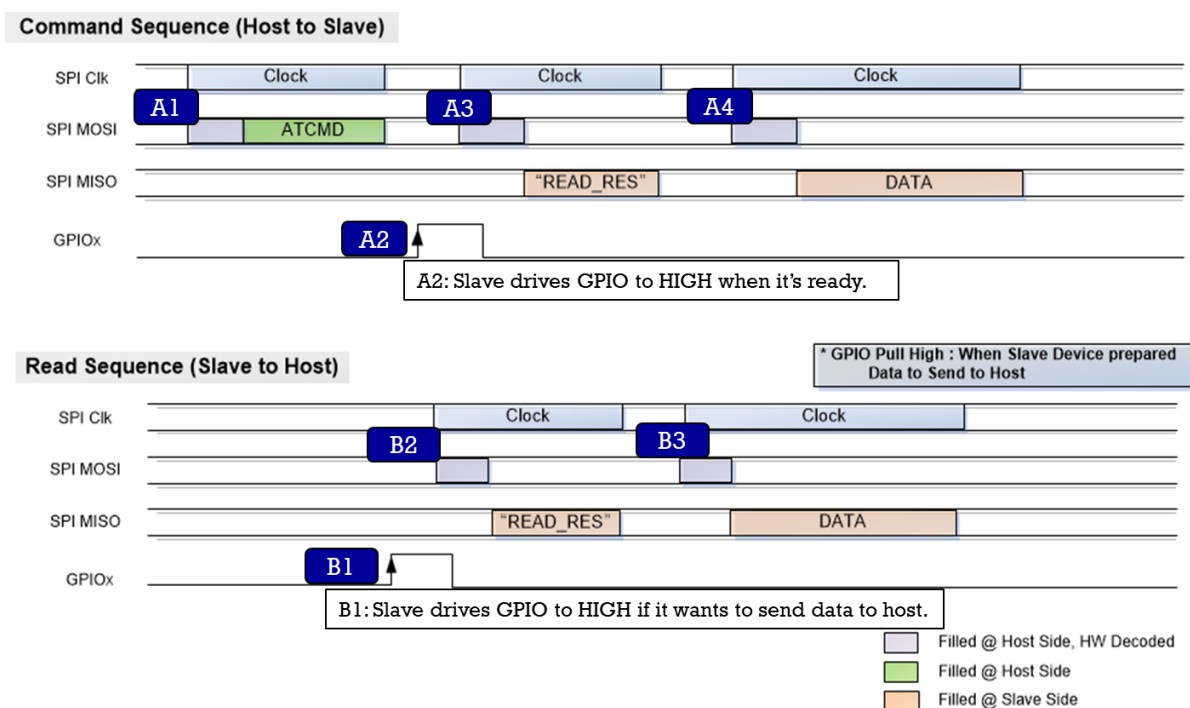 Command Sequence (Host to Slave)
SPI Clk
Clock
Clock
Clock
A1
A3
A4
SPI MOSI
ATCMD
SPI MISO
“READ_RES”
DATA
GPIOx
A2
A2: Slave drives GPIO to HIGH when it’s ready.
Read Sequence (Slave to Host)
* GPIO Pull High : When Slave Device prepared
Data to Send to Host
SPI Clk
Clock
Clock
B2
B3
SPI MOSI
SPI MISO
“READ_RES”
DATA
B1
GPIOx
B1: Slave drives GPIO to HIGH if it wants to send data to host.
Filled @ Host Side, HW Decoded
Filled @ Host Side
Filled @ Slave Side